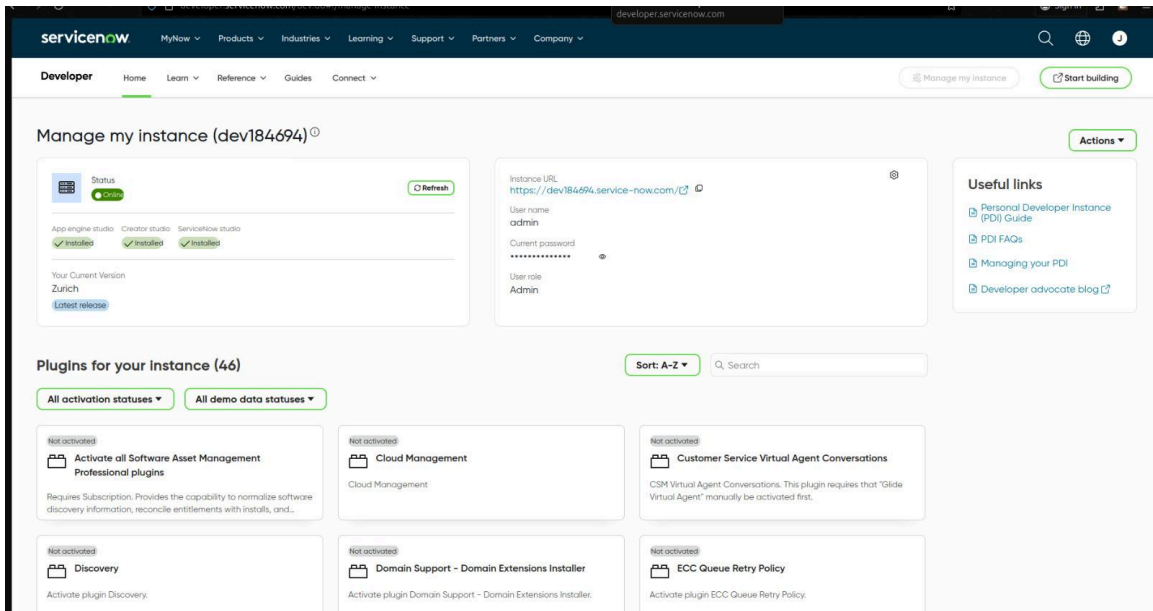 developer.servicenow.com/dev.do#!/manage-instance
Sign in
developer.servicenow.com
servicenow
MyNow
Products
Industries
Learning
Support
Partners
Company
J
Developer
Home
Learn
Reference
Guides
Connect
Manage my instance
Start building
Manage my instance (dev184694)
Actions
Status
Online
Refresh
App engine studio
Creator studio
ServiceNow studio
Installed
Installed
Installed
Your Current Version
Zurich
Latest release
Instance URL
https://dev184694.service-now.com/
User name
admin
Current password
••••••••••••••
User role
Admin
Useful links
Personal Developer Instance
(PDI) Guide
PDI FAQs
Managing your PDI
Developer advocate blog
Plugins for your instance (46)
Sort: A-Z
Search
All activation statuses
All demo data statuses
Not activated
Activate all Software Asset Management
Professional plugins
Requires Subscription. Provides the capability to normalize software
discovery information, reconcile entitlements with installs, and...
Not activated
Cloud Management
Cloud Management
Not activated
Customer Service Virtual Agent Conversations
CSM Virtual Agent Conversations. This plugin requires that "Glide
Virtual Agent" manually be activated first.
Not activated
Discovery
Activate plugin Discovery.
Not activated
Domain Support - Domain Extensions Installer
Activate plugin Domain Support - Domain Extensions Installer.
Not activated
ECC Queue Retry Policy
Activate plugin ECC Queue Retry Policy.